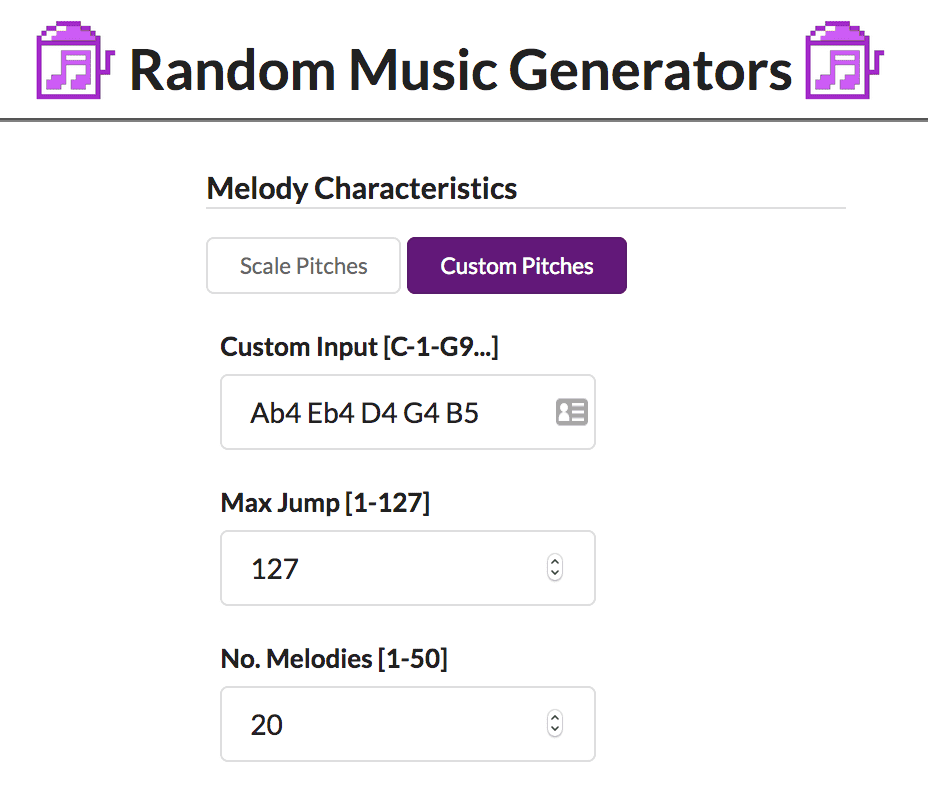 Random Music Generators
Melody Characteristics
Scale Pitches
Custom Pitches
Custom Input [C-1-G9...]
Ab4 Eb4 D4 G4 B5
Max Jump [1-127]
127
No. Melodies [1-50]
20